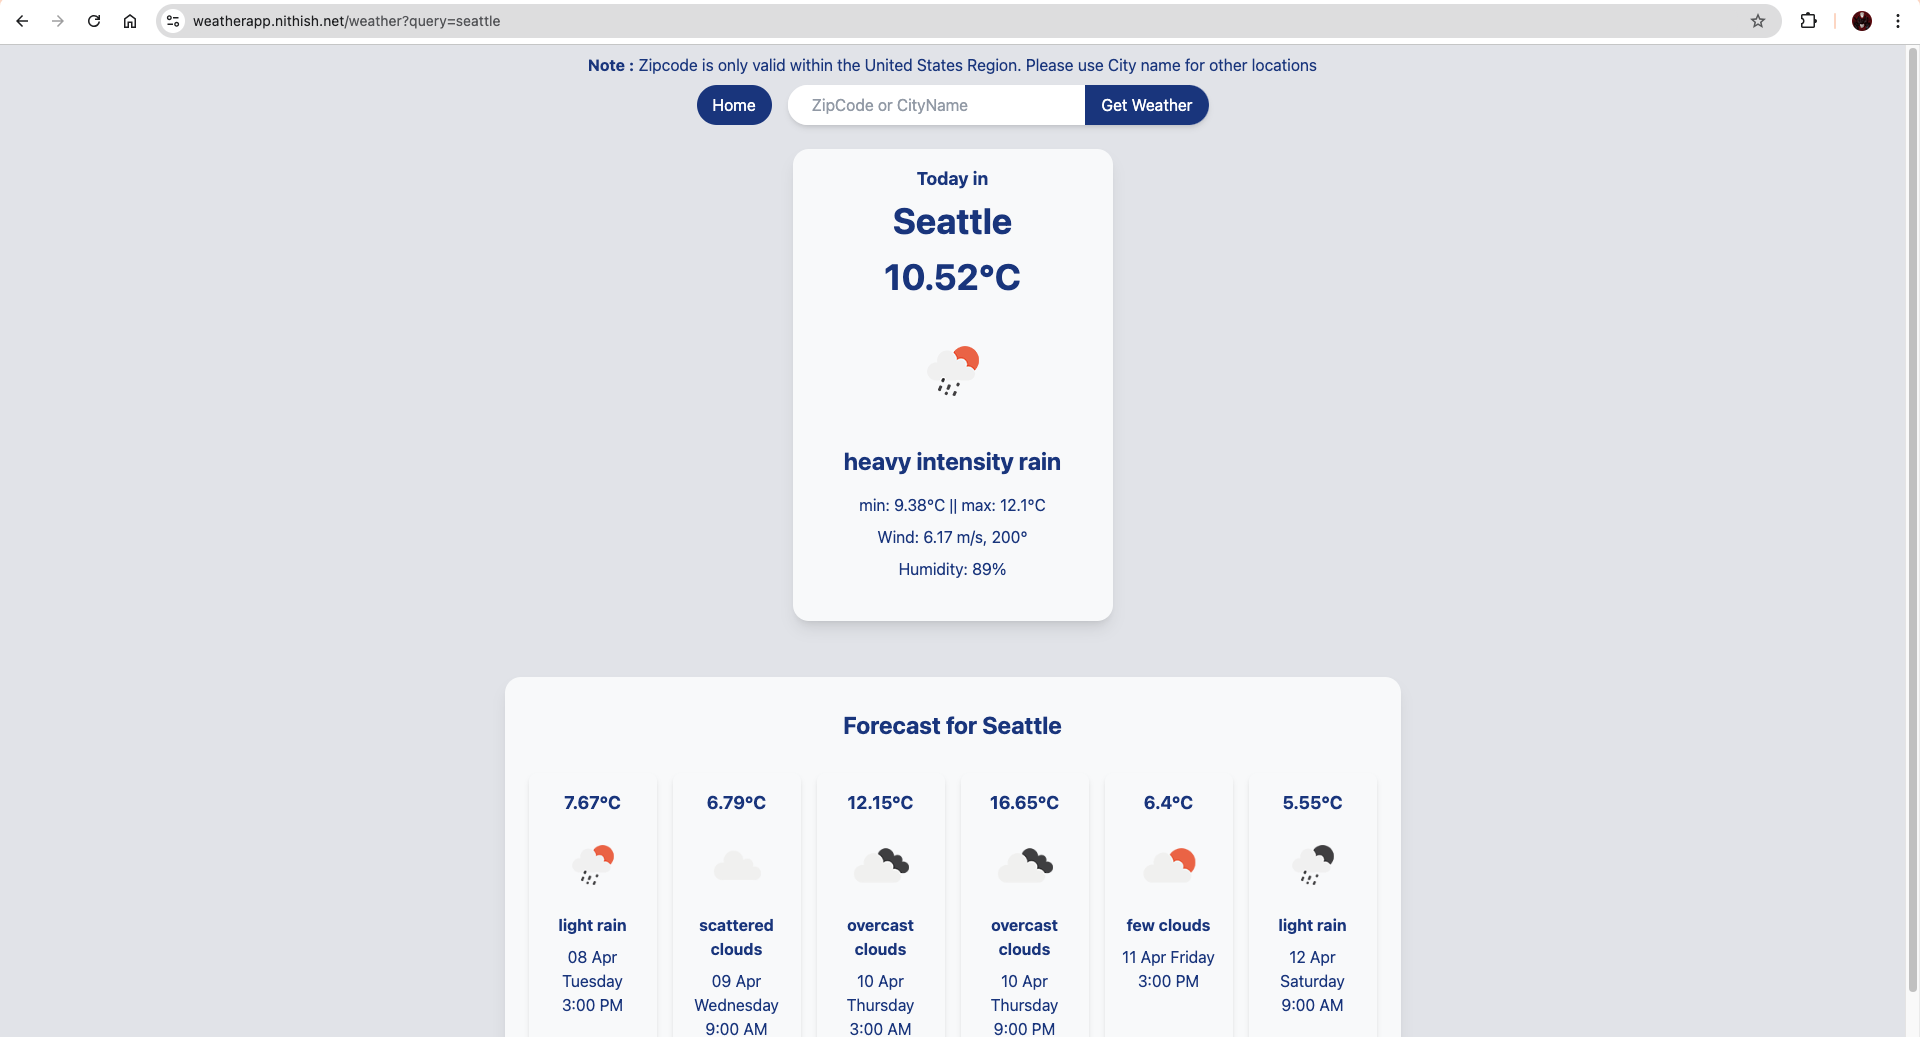 weatherapp.nithish.net/weather?query=seattle
Note : Zipcode is only valid within the United States Region. Please use City name for other locations
Home
ZipCode or CityName
Get Weather
Today in
Seattle
10.52°C
heavy intensity rain
min: 9.38°C || max: 12.1°C
Wind: 6.17 m/s, 200°
Humidity: 89%
Forecast for Seattle
7.67°C
light rain
08 Apr
Tuesday
3:00 PM
6.79°C
scattered
clouds
09 Apr
Wednesday
9:00 AM
12.15°C
overcast
clouds
10 Apr
Thursday
3:00 AM
16.65°C
overcast
clouds
10 Apr
Thursday
9:00 PM
6.4°C
few clouds
11 Apr Friday
3:00 PM
5.55°C
light rain
12 Apr
Saturday
9:00 AM